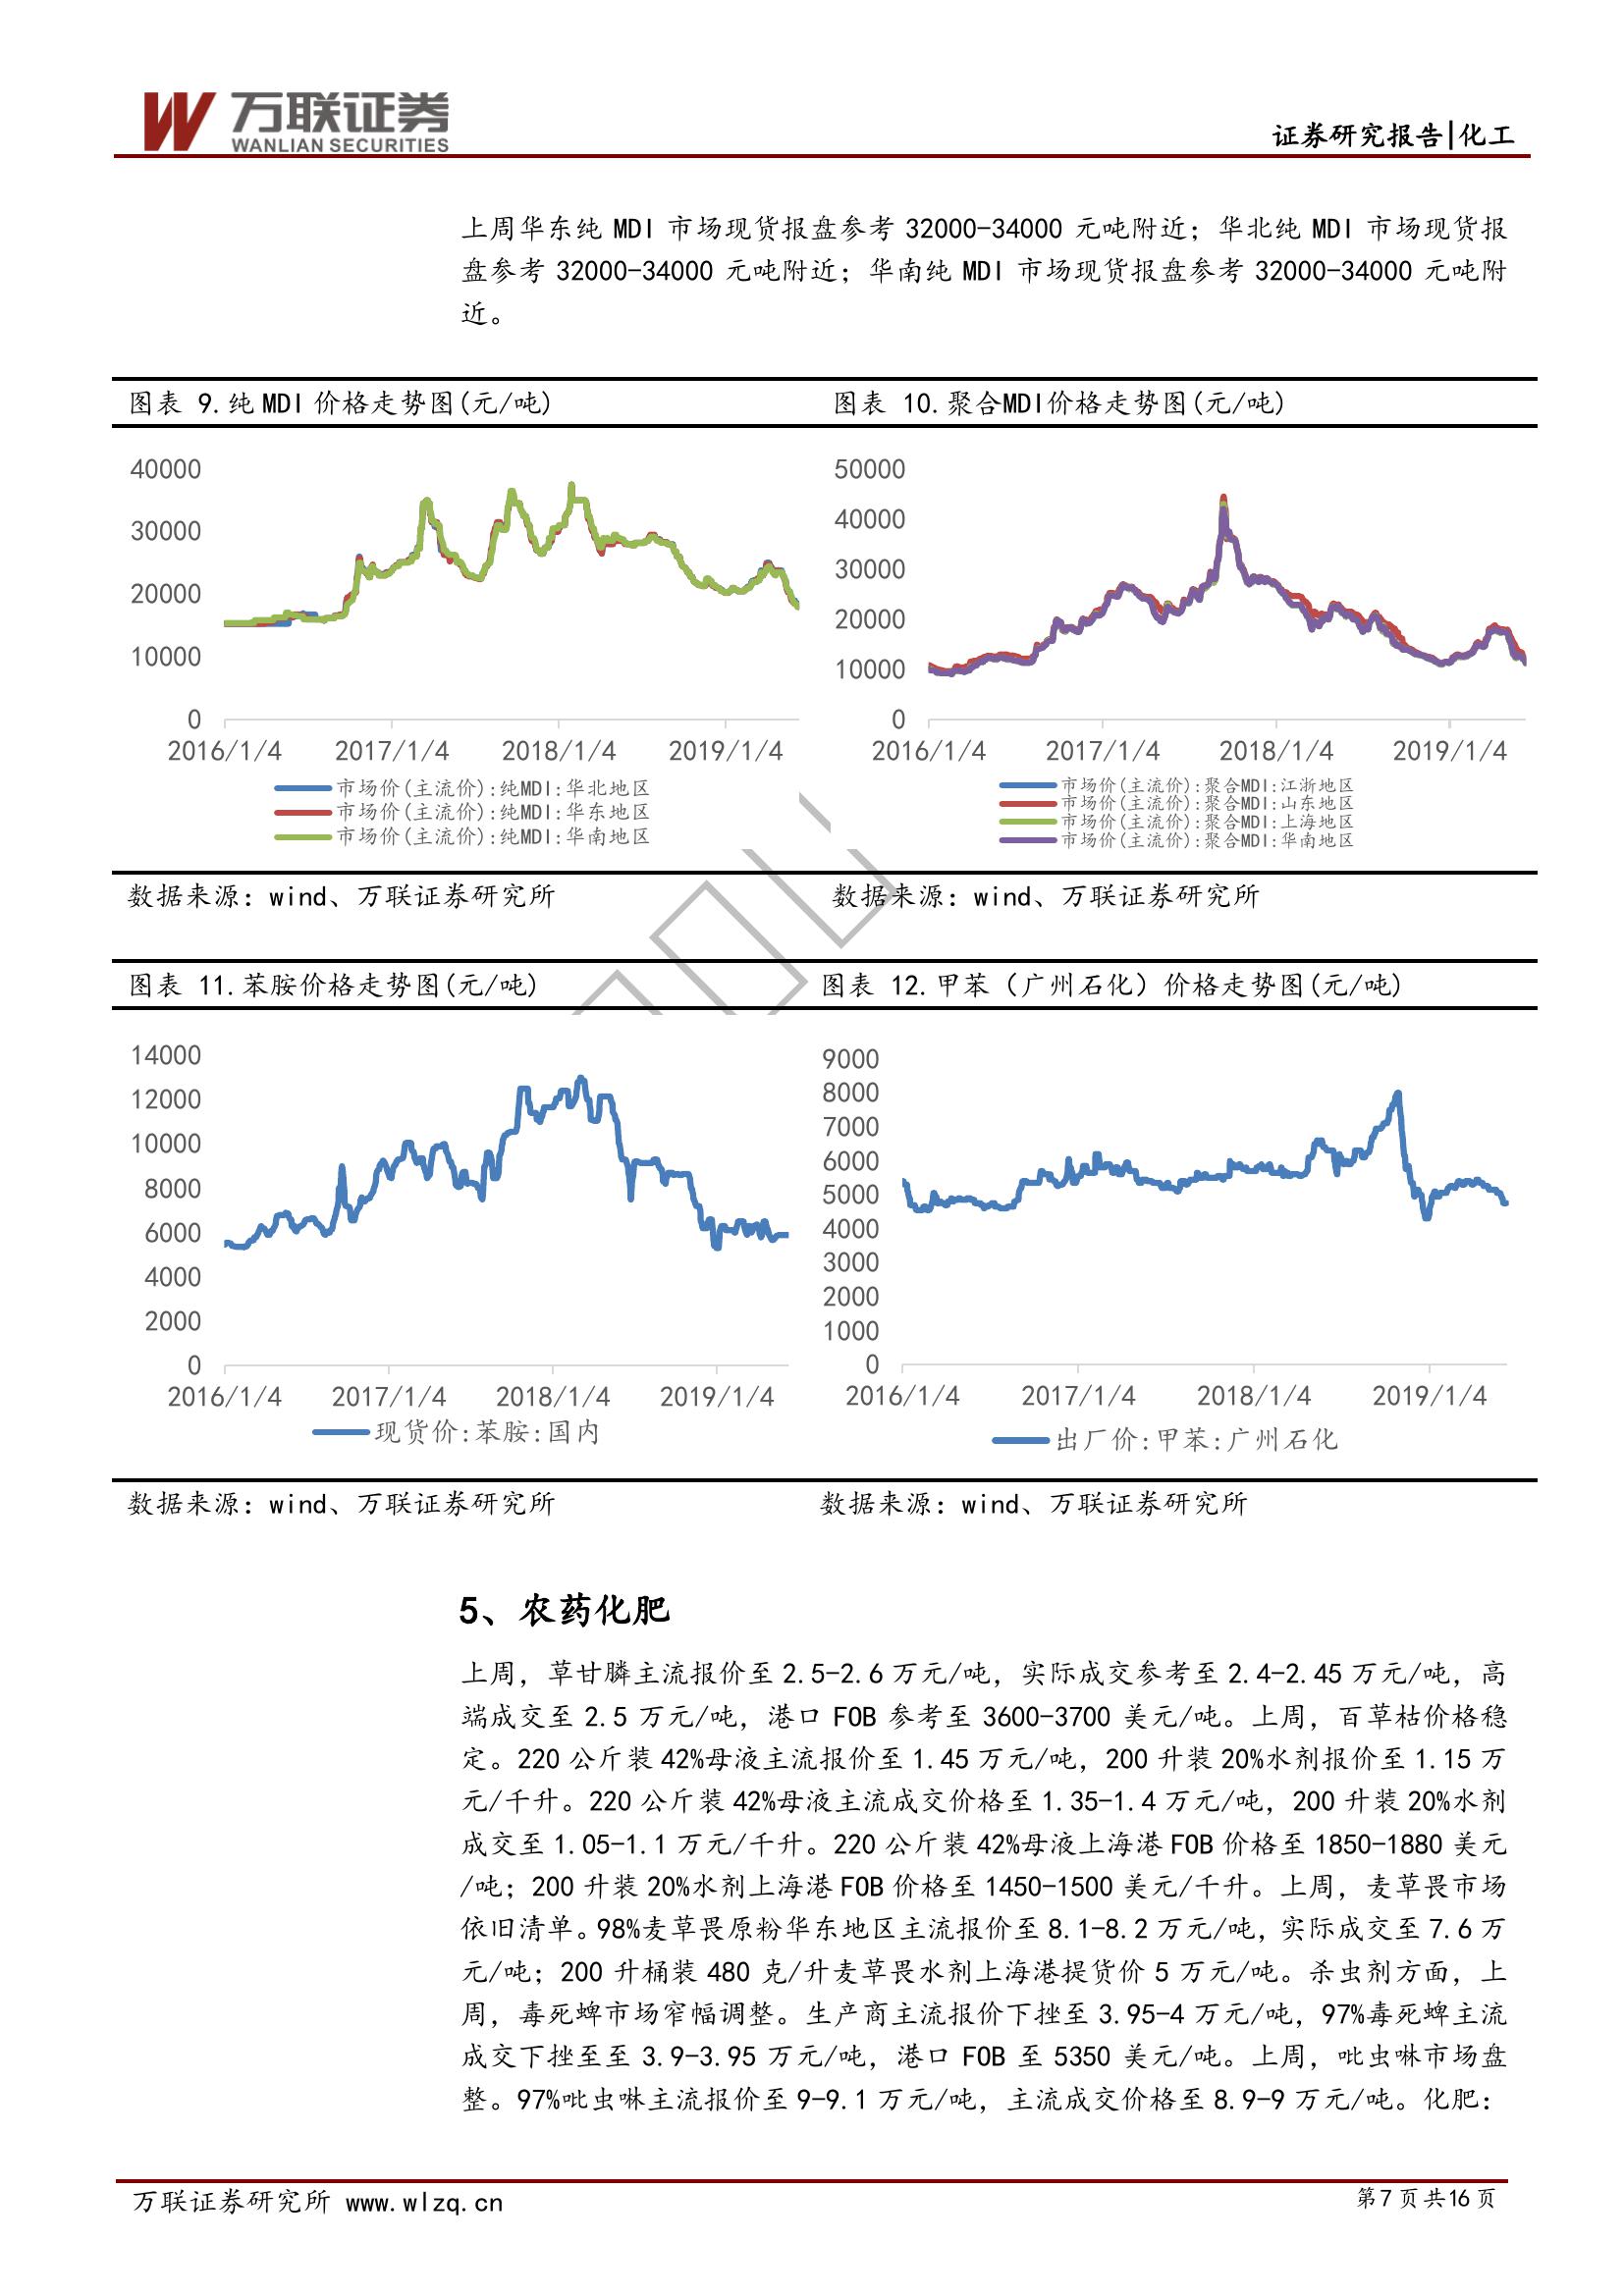 万联证券
WANLIAN SECURITIES
证券研究报告|化工
上周华东纯 MDI 市场现货报盘参考 32000-34000 元吨附近；华北纯 MDI 市场现货报
盘参考 32000-34000 元吨附近；华南纯 MDI 市场现货报盘参考 32000-34000 元吨附
近。
图表 9.纯 MDI 价格走势图(元/吨)
40000
30000
20000
10000
0
2016/1/4 2017/1/4 2018/1/4 2019/1/4
市场价(主流价):纯MDI:华北地区
市场价(主流价):纯MDI:华东地区
市场价(主流价):纯MDI:华南地区
数据来源：wind、万联证券研究所
图表 10.聚合MDI价格走势图(元/吨)
50000
40000
30000
20000
10000
0
2016/1/4 2017/1/4 2018/1/4 2019/1/4
市场价(主流价):聚合MDI:江浙地区
市场价(主流价):聚合MDI:山东地区
市场价(主流价):聚合MDI:上海地区
市场价(主流价):聚合MDI:华南地区
数据来源：wind、万联证券研究所
图表 11.苯胺价格走势图(元/吨)
14000
12000
10000
8000
6000
4000
2000
0
2016/1/4 2017/1/4 2018/1/4 2019/1/4
现货价:苯胺:国内
数据来源：wind、万联证券研究所
图表 12.甲苯（广州石化）价格走势图(元/吨)
9000
8000
7000
6000
5000
4000
3000
2000
1000
0
2016/1/4 2017/1/4 2018/1/4 2019/1/4
出厂价:甲苯:广州石化
数据来源：wind、万联证券研究所
5、农药化肥
上周，草甘膦主流报价至 2.5-2.6 万元/吨，实际成交参考至 2.4-2.45 万元/吨，高
端成交至 2.5 万元/吨，港口 FOB 参考至 3600-3700 美元/吨。上周，百草枯价格稳
定。220 公斤装 42%母液主流报价至 1.45 万元/吨，200 升装 20%水剂报价至 1.15 万
元/千升。220 公斤装 42%母液主流成交价格至 1.35-1.4 万元/吨，200 升装 20%水剂
成交至 1.05-1.1 万元/千升。220 公斤装 42%母液上海港 FOB 价格至 1850-1880 美元
/吨；200 升装 20%水剂上海港 FOB 价格至 1450-1500 美元/千升。上周，麦草畏市场
依旧清单。98%麦草畏原粉华东地区主流报价至 8.1-8.2 万元/吨，实际成交至 7.6 万
元/吨；200 升桶装 480 克/升麦草畏水剂上海港提货价 5 万元/吨。杀虫剂方面，上
周，毒死蜱市场窄幅调整。生产商主流报价下挫至 3.95-4 万元/吨，97%毒死蜱主流
成交下挫至至 3.9-3.95 万元/吨，港口 FOB 至 5350 美元/吨。上周，吡虫啉市场盘
整。97%吡虫啉主流报价至 9-9.1 万元/吨，主流成交价格至 8.9-9 万元/吨。化肥：
万联证券研究所 www.wlzq.cn
第 7 页 共 16 页